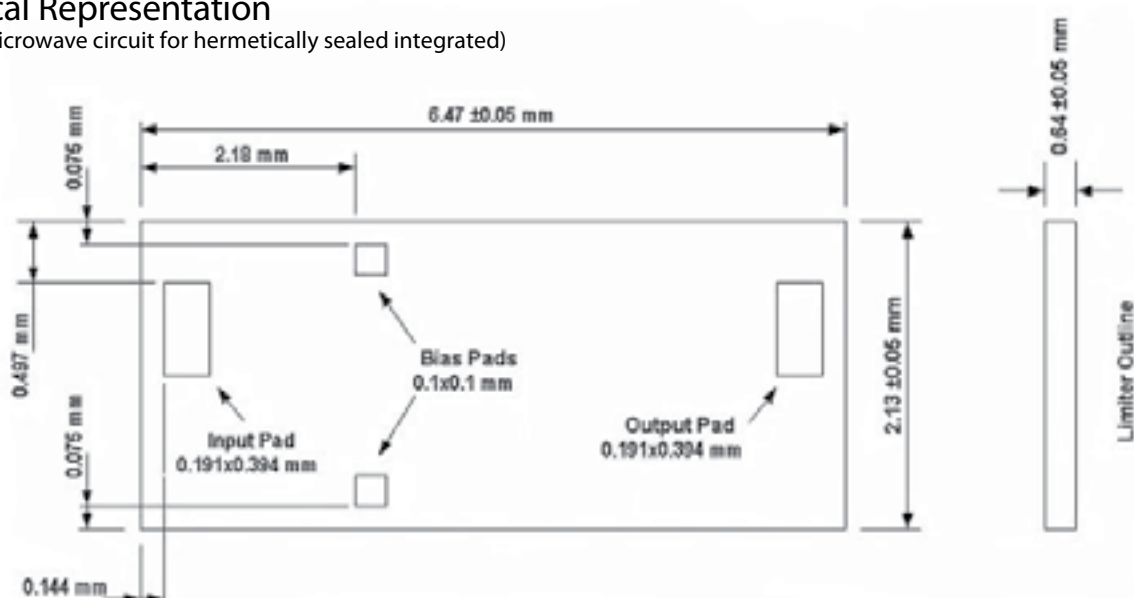 cal Representation
icrowave circuit for hermetically sealed integrated)
6.47 ±0.05 mm
0.64 ±0.05 mm
2.18 mm
0.075 mm
0.497 mm
Bias Pads
0.1x0.1 mm
2.13 ±0.05 mm
Limiter Outline
0.075 mm
Input Pad
0.191x0.394 mm
Output Pad
0.191x0.394 mm
0.144 mm